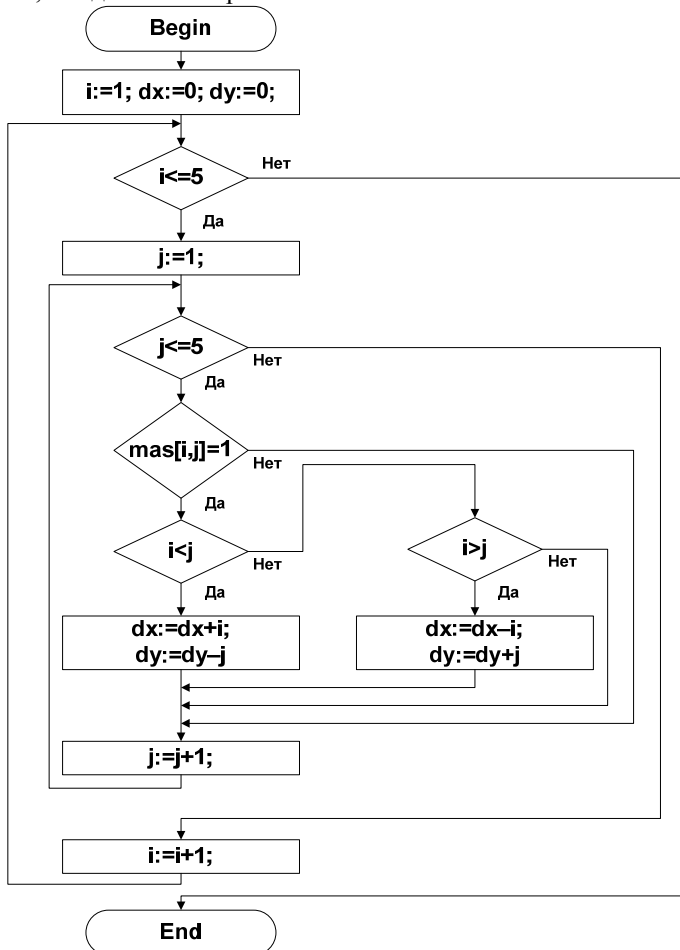 Begin
i:=1; dx:=0; dy:=0;
i<=5
Нет
Да
j:=1;
j<=5
Нет
Да
mas[i,j]=1
Нет
Да
i<j
Нет
Да
i>j
Нет
Да
dx:=dx+i;
dy:=dy–j
dx:=dx–i;
dy:=dy+j
j:=j+1;
i:=i+1;
End